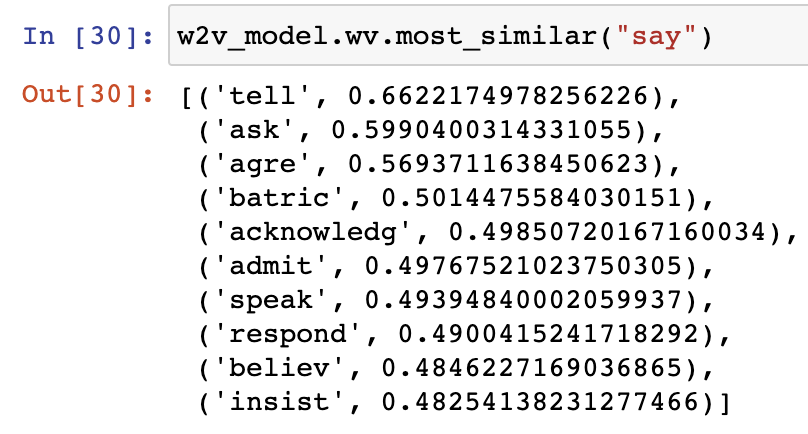 In [30]: w2v_model.wv.most_similar("say")
Out[30]: [('tell', 0.6622174978256226),
('ask', 0.5990400314331055),
('agre', 0.5693711638450623),
('batric', 0.5014475584030151),
('acknowledg', 0.49850720167160034),
('admit', 0.49767521023750305),
('speak', 0.49394840002059937),
('respond', 0.4900415241718292),
('believ', 0.4846227169036865),
('insist', 0.48254138231277466)]